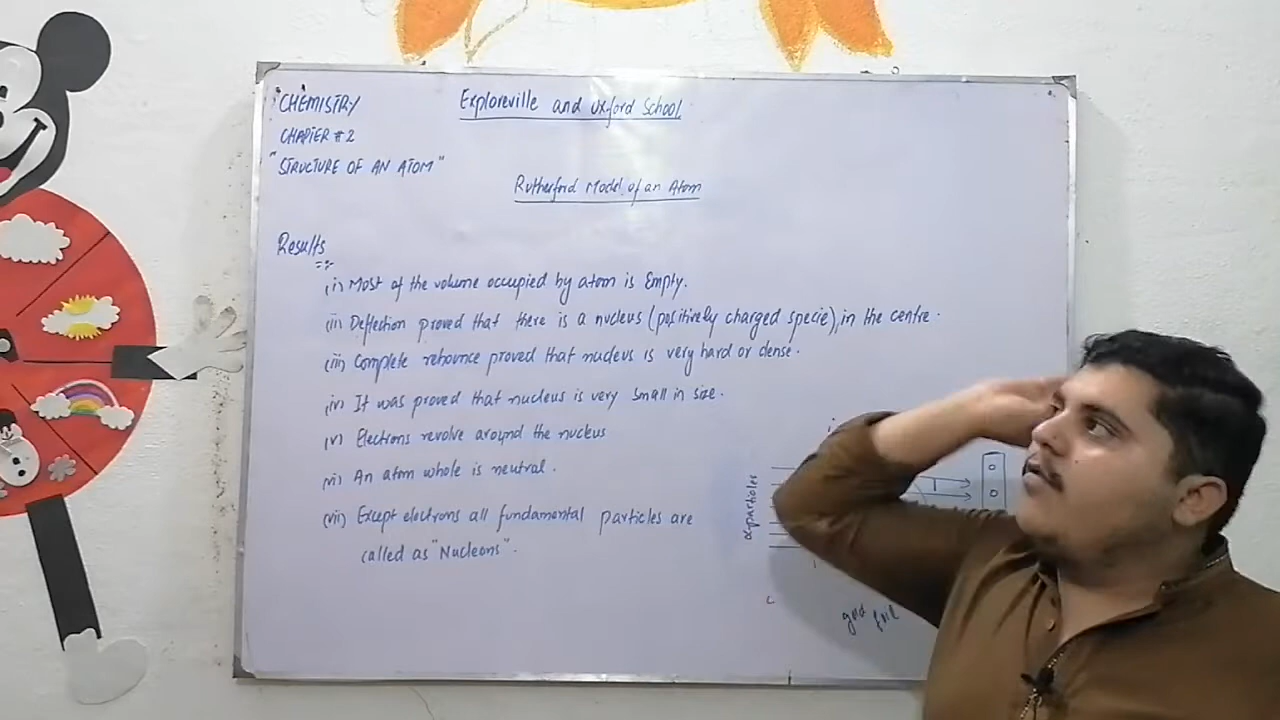 CHEMISTRY
Exploreville and Oxford School
CHAPTER # 2
"STRUCTURE OF AN ATOM"
Rutherford Model of an Atom
Results
(i) Most of the volume occupied by atom is Empty.
(ii) Deflection proved that there is a nucleus (positively charged specie), in the centre.
(iii) Complete rebounce proved that nucleus is very hard or dense.
(iv) It was proved that nucleus is very small in size.
(v) Electrons revolve around the nucleus
(vi) An atom whole is neutral.
(vii) Except electrons all fundamental particles are
called as "Nucleons".
α-particles
gold foil